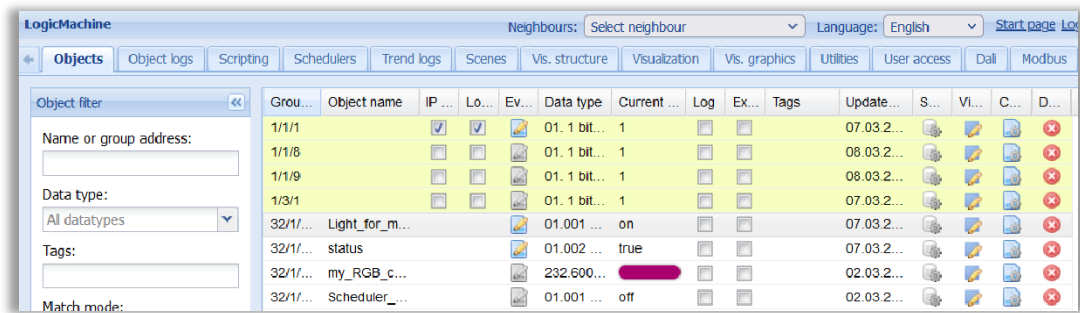 LogicMachine Neighbours: Select neighbour Language: English Start page Log
Objects Object logs Scripting Schedulers Trend logs Scenes Vis. structure Visualization Vis. graphics Utilities User access Dali Modbus
Object filter Grou... Object name IP ... Lo... Ev... Data type Current ... Log Ex... Tags Update... S... Vi... C... D...
Name or group address:
1/1/1 01. 1 bit... 1 07.03.2...
1/1/8 01. 1 bit... 1 08.03.2...
1/1/9 01. 1 bit... 1 08.03.2...
Data type:
1/3/1 01. 1 bit... 1 07.03.2...
All datatypes
32/1/... Light_for_m... 01.001 ... on 07.03.2...
Tags:
32/1/... status 01.002 ... true 07.03.2...
32/1/... my_RGB_c... 232.600... 02.03.2...
32/1/... Scheduler_... 01.001 ... off 02.03.2...
Match mode: